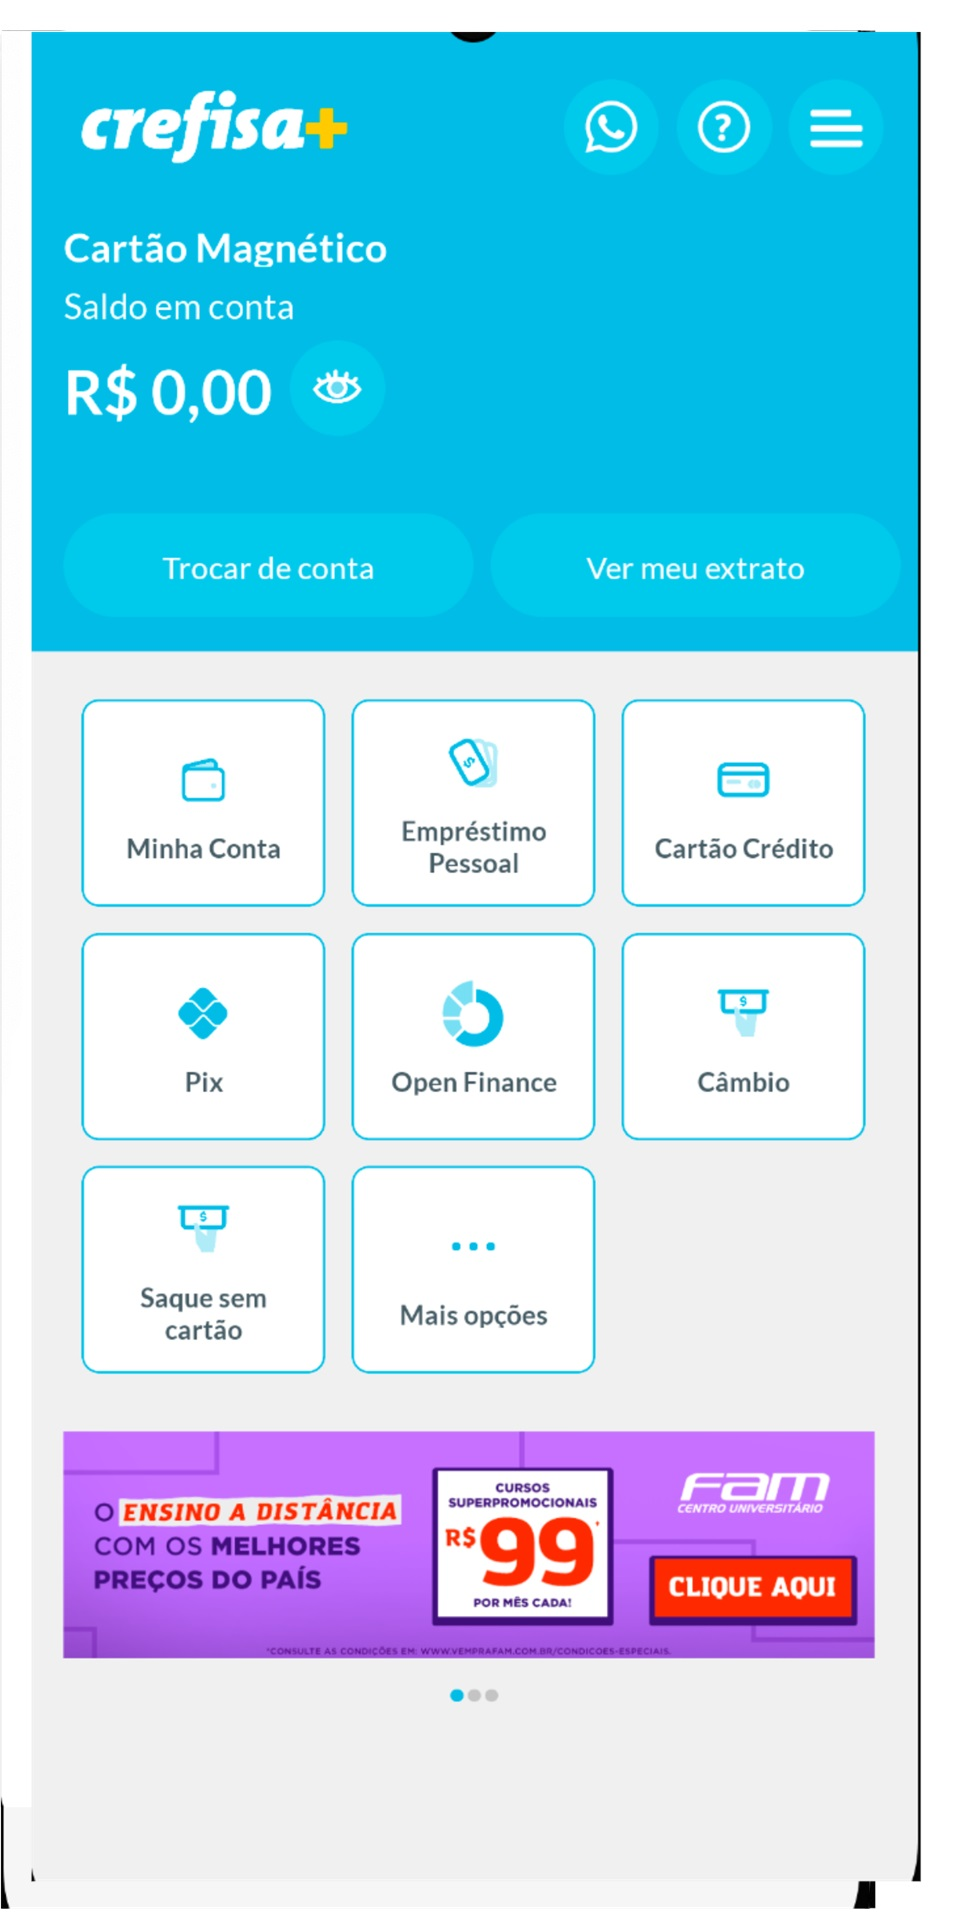 crefisa+
Cartão Magnético
Saldo em conta
R$ 0,00
Trocar de conta
Ver meu extrato
Minha Conta
Empréstimo
Pessoal
Cartão Crédito
Pix
Open Finance
Câmbio
Saque sem
cartão
Mais opções
O ENSINO A DISTÂNCIA
COM OS MELHORES
PREÇOS DO PAÍS
CURSOS
SUPERPROMOCIONAIS
R$99*
POR MÊS CADA!
Fam
CENTRO UNIVERSITÁRIO
CLIQUE AQUI
*CONSULTE AS CONDIÇÕES EM: WWW.VEMPRAFAM.COM.BR/CONDICOES-ESPECIAIS.